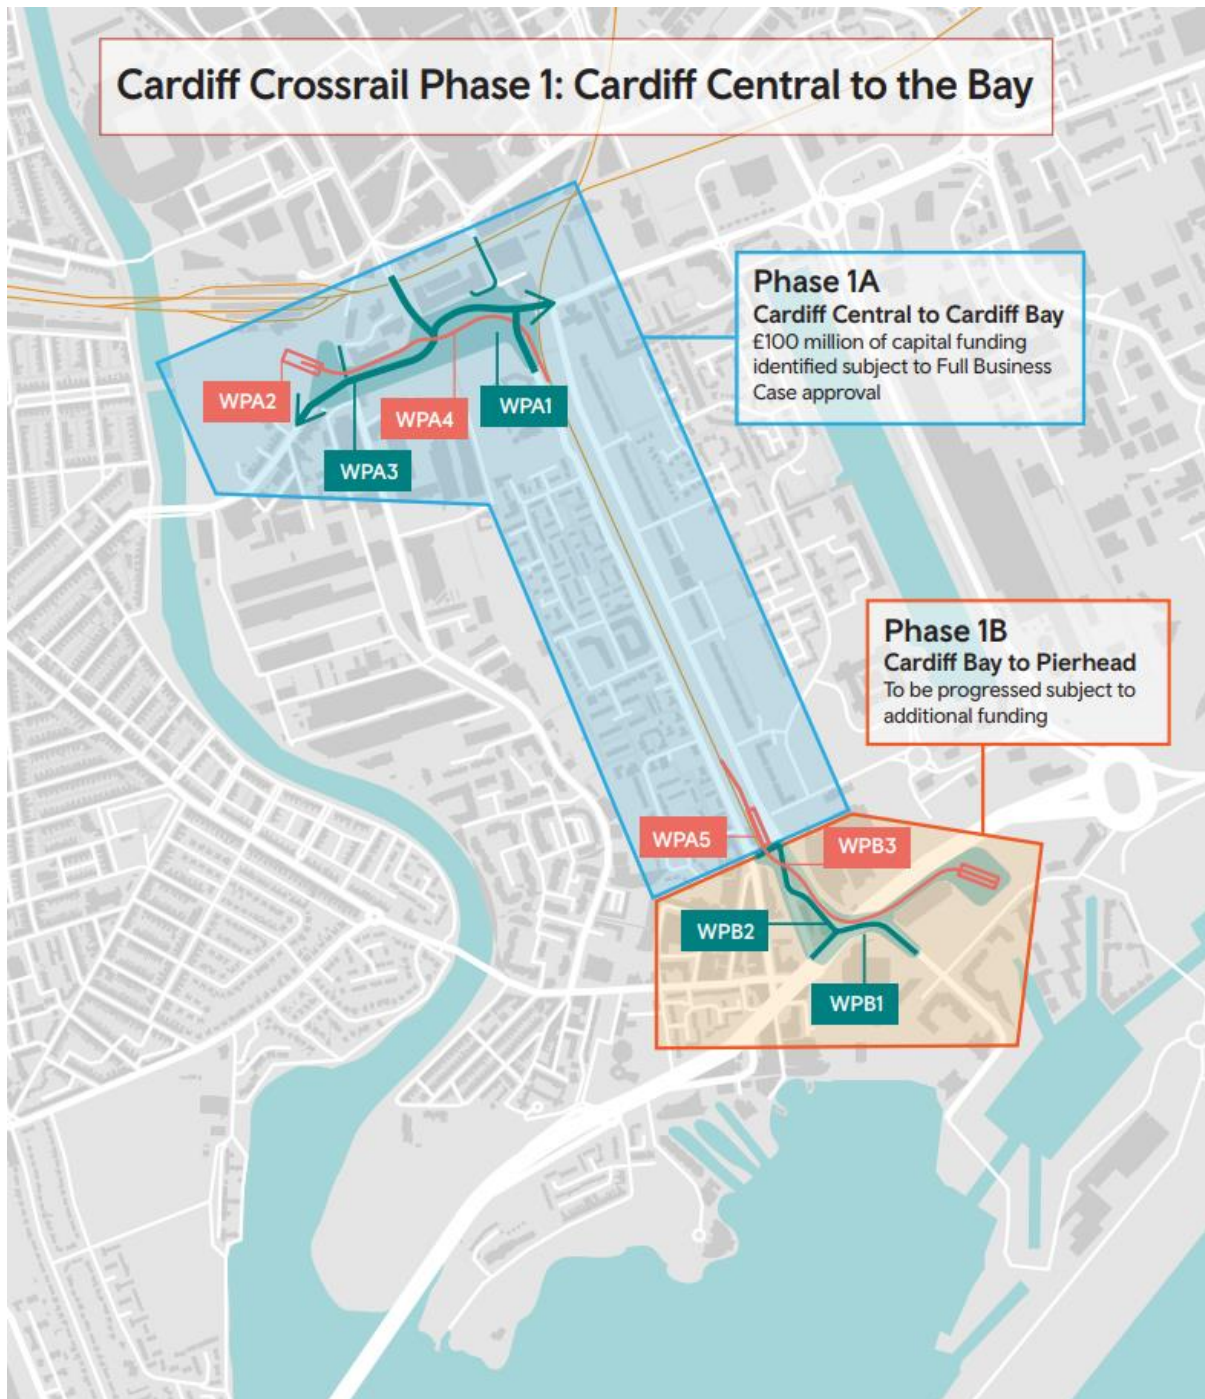 Cardiff Crossrail Phase 1: Cardiff Central to the Bay
Phase 1A
Cardiff Central to Cardiff Bay
£100 million of capital funding
identified subject to Full Business
Case approval
WPA2
WPA4
WPA1
WPA3
Phase 1B
Cardiff Bay to Pierhead
To be progressed subject to
additional funding
WPA5
WPB3
WPB2
WPB1